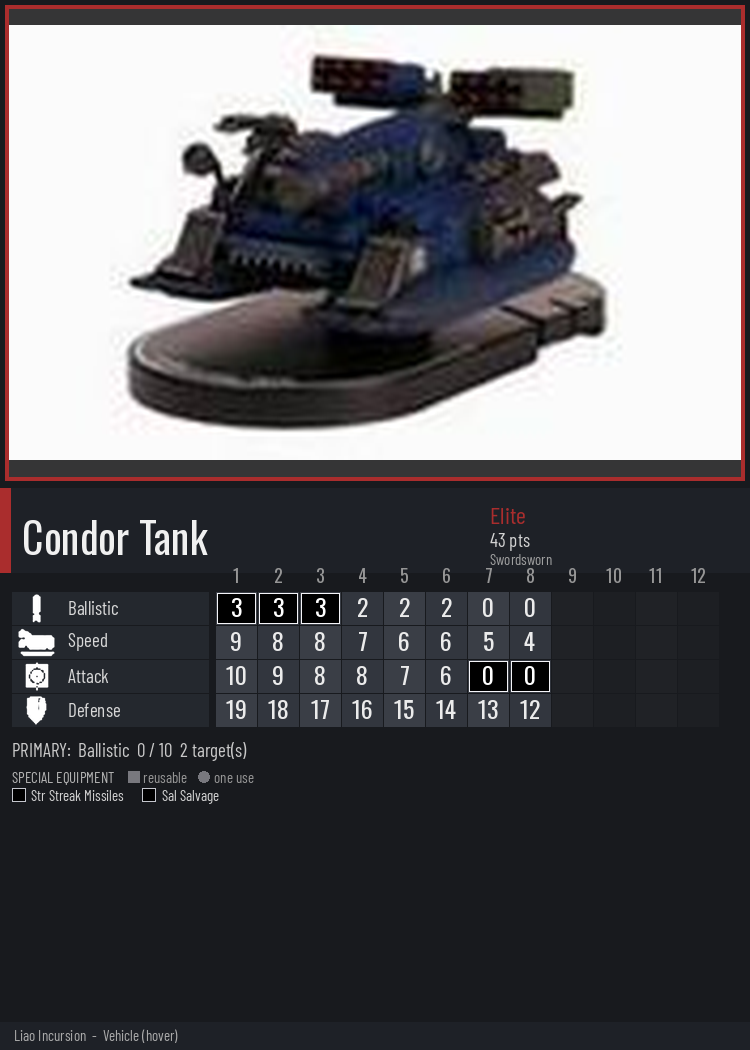 Condor Tank
Elite
43 pts
Swordsworn
1 2 3 4 5 6 7 8 9 10 11 12
Ballistic 3 3 3 2 2 2 0 0
Speed 9 8 8 7 6 6 5 4
Attack 10 9 8 8 7 6 0 0
Defense 19 18 17 16 15 14 13 12
PRIMARY: Ballistic 0 / 10 2 target(s)
SPECIAL EQUIPMENT reusable one use
Str Streak Missiles Sal Salvage
Liao Incursion - Vehicle (hover)